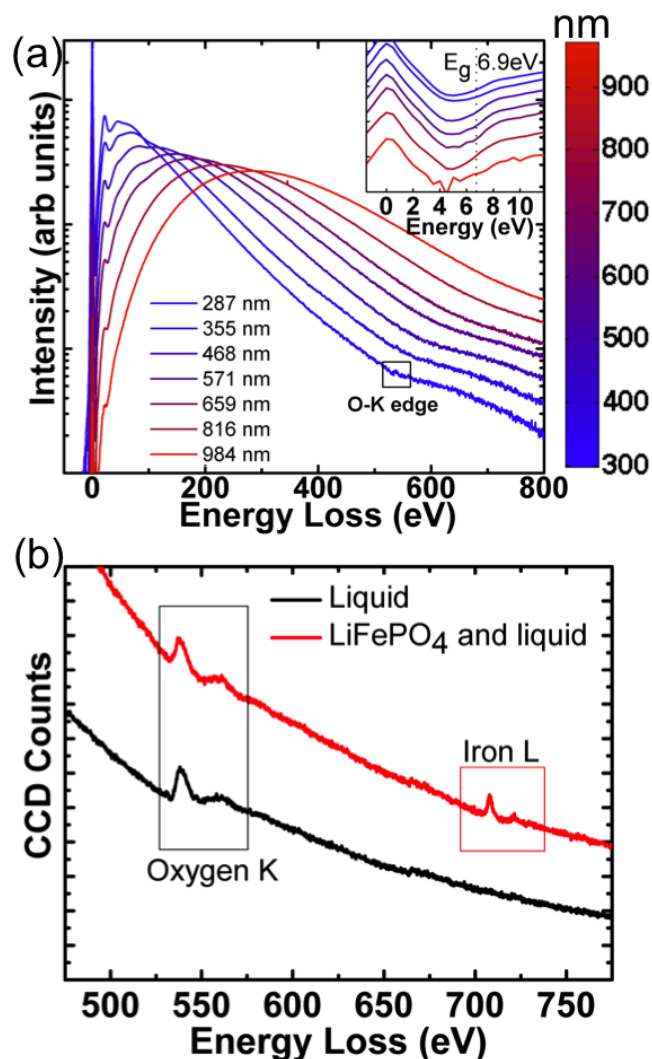 nm
(a)
E_g 6.9eV
0 2 4 6 8 10
Energy (eV)
Intensity (arb units)
287 nm
355 nm
468 nm
571 nm
659 nm
816 nm
984 nm
O-K edge
0 200 400 600 800
Energy Loss (eV)
900
800
700
600
500
400
300
(b)
Liquid
LiFePO₄ and liquid
Iron L
Oxygen K
CCD Counts
500 550 600 650 700 750
Energy Loss (eV)